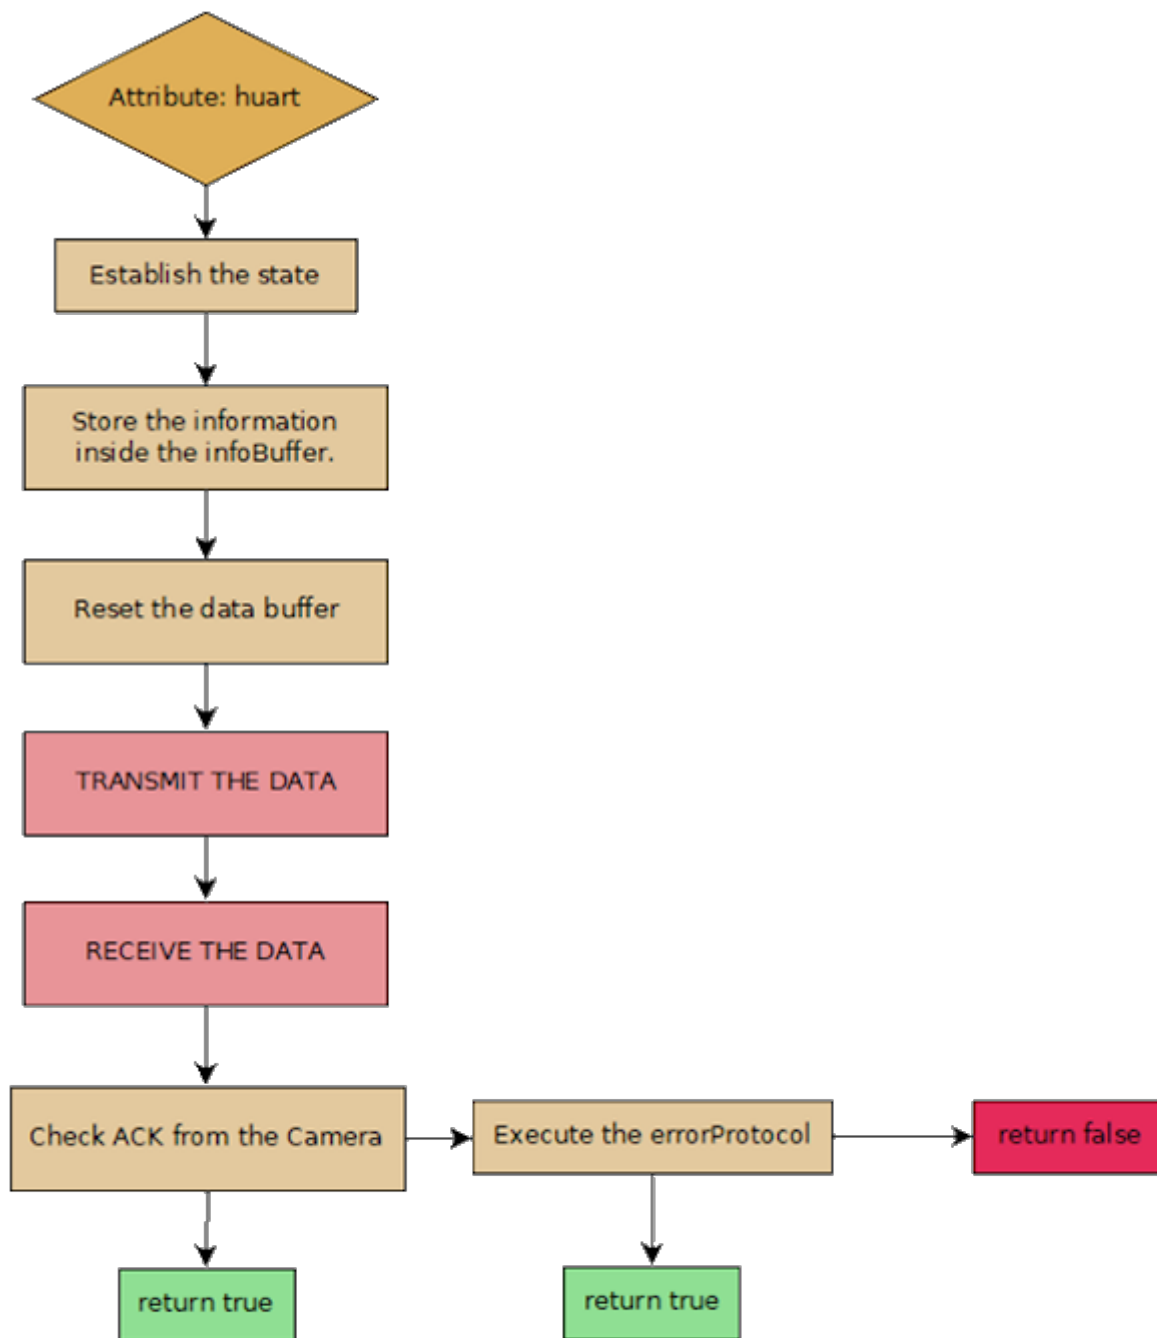 Attribute: huart
Establish the state
Store the information
inside the infoBuffer.
Reset the data buffer
TRANSMIT THE DATA
RECEIVE THE DATA
Check ACK from the Camera
Execute the errorProtocol
return false
return true
return true